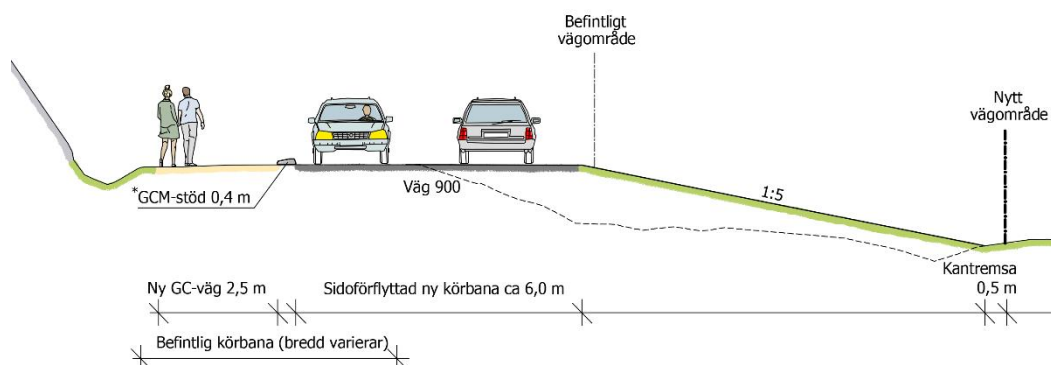 Befintligt
vägområde
Nytt
vägområde
*GCM-stöd 0,4 m
Väg 900
1:5
Ny GC-väg 2,5 m
Sidoförflyttad ny körbana ca 6,0 m
Kantremsa
0,5 m
Befintlig körbana (bredd varierar)